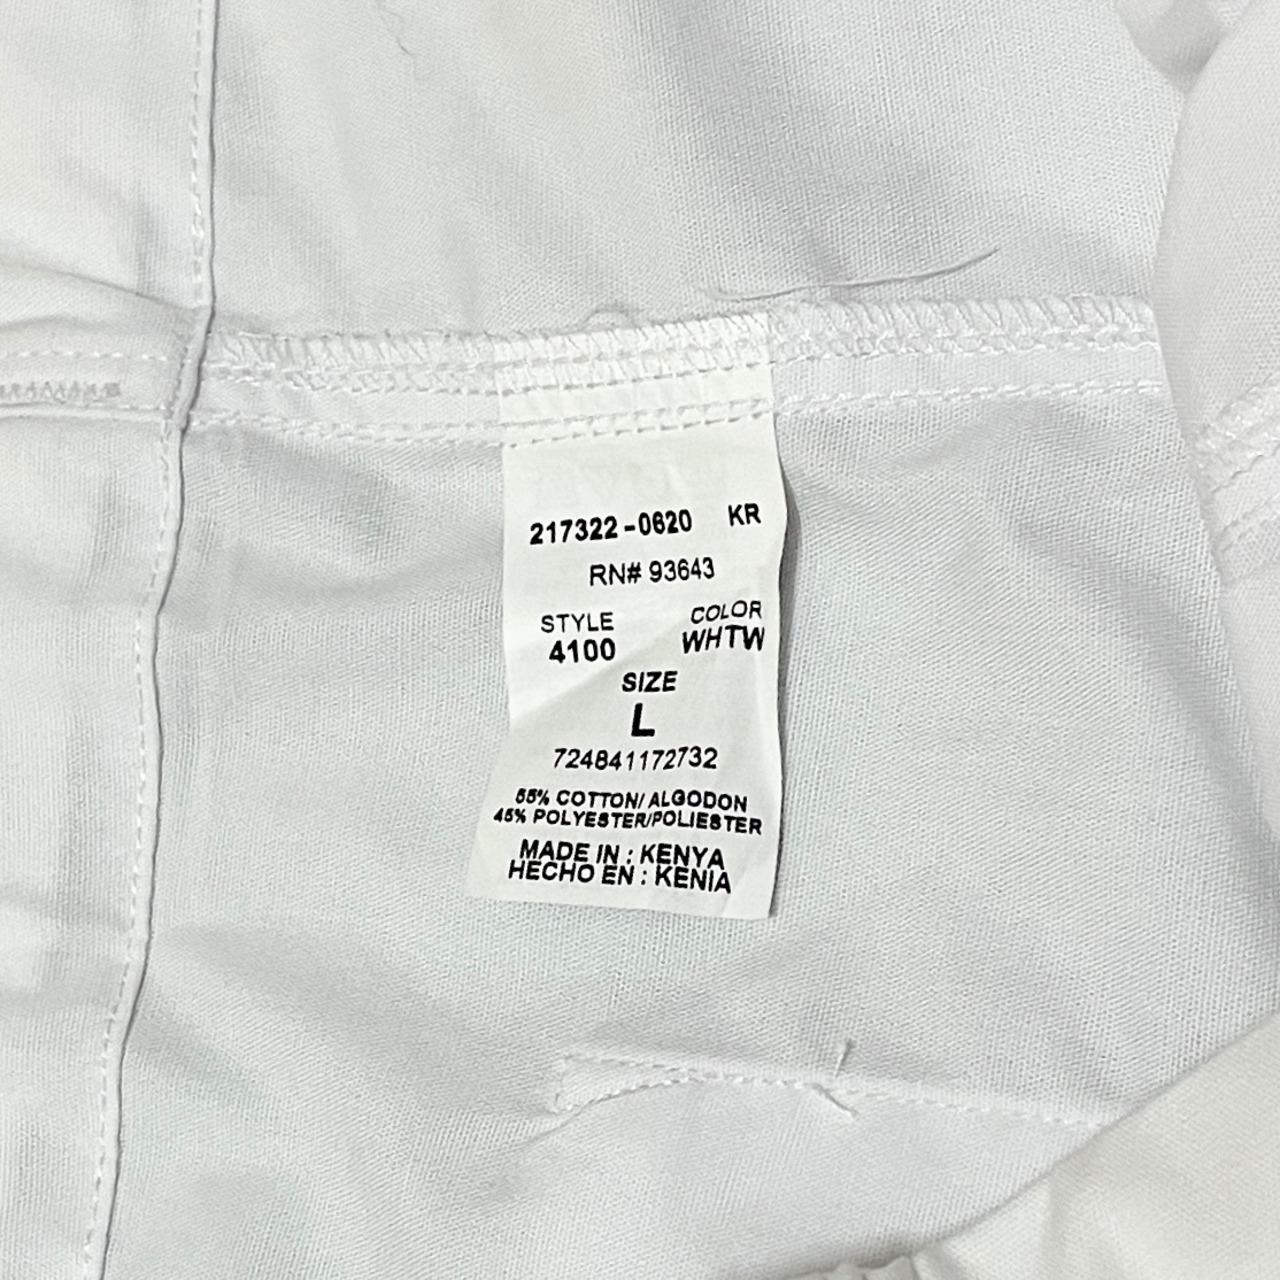 217322-0620 KR
RN# 93643
STYLE COLOR
4100 WHTW
SIZE
L
724841172732
55% COTTON/ALGODON
45% POLYESTER/POLIESTER
MADE IN : KENYA
HECHO EN : KENIA